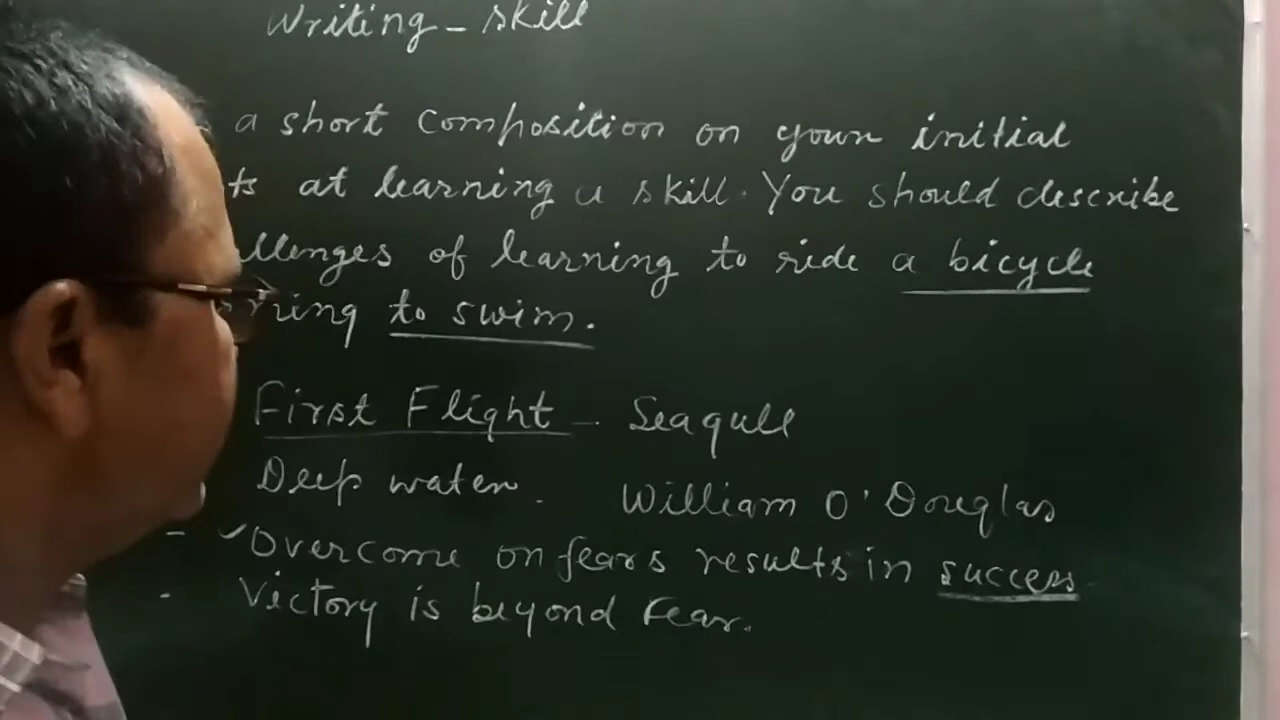 Writing - skill
a short composition on your initial
ts at learning a skill. You should describe
llenges of learning to ride a bicycle
rning to swim.
First Flight - Seagull
Deep water. William O' Douglas
- ✓Overcome on fears results in success
- Victory is beyond Fear.